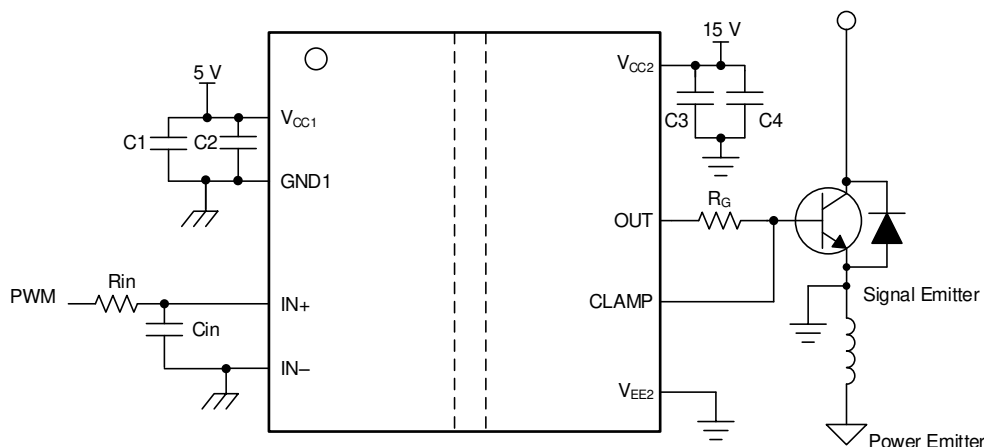 15 V
5 V
VCC2
C3
C4
VCC1
C1
C2
GND1
RG
OUT
Rin
PWM
IN+
CLAMP
Signal Emitter
Cin
IN–
VEE2
Power Emitter